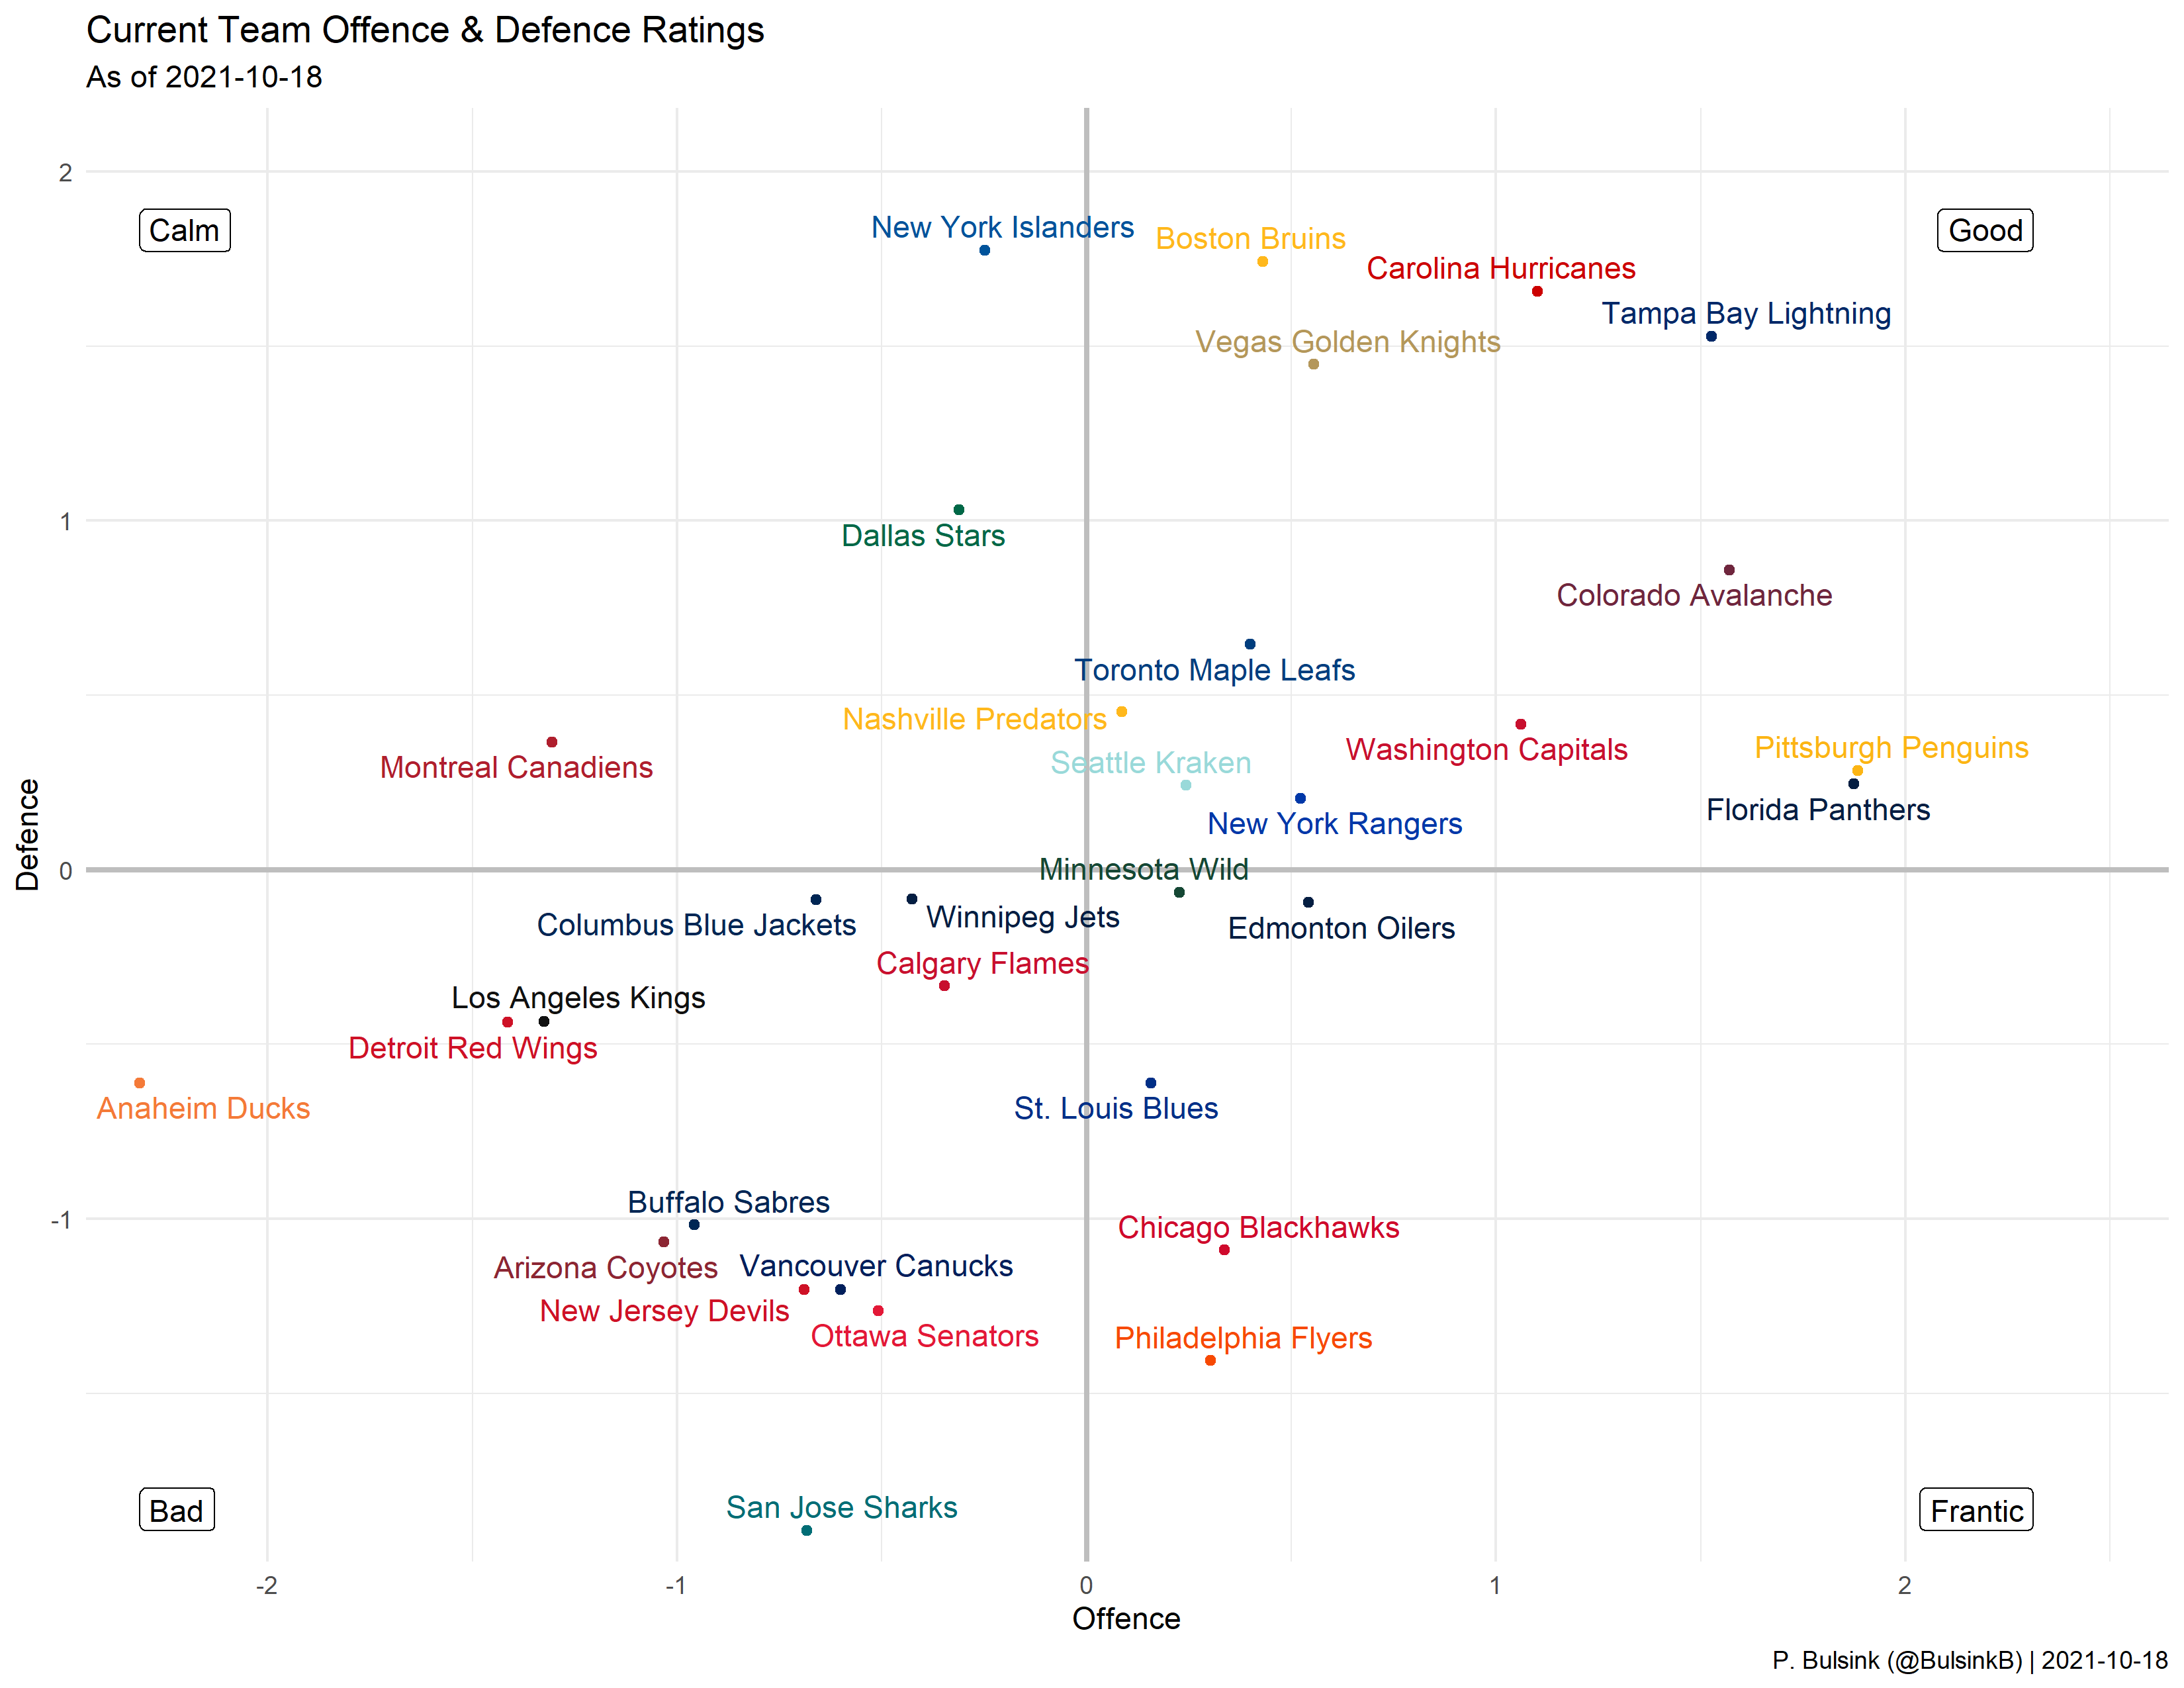 Current Team Offence & Defence Ratings
As of 2021-10-18
2
Calm
New York Islanders
Boston Bruins
Good
Carolina Hurricanes
Tampa Bay Lightning
Vegas Golden Knights
1
Dallas Stars
Colorado Avalanche
Toronto Maple Leafs
Nashville Predators
Washington Capitals
Pittsburgh Penguins
Montreal Canadiens
Seattle Kraken
Florida Panthers
New York Rangers
Defence
0
Minnesota Wild
Columbus Blue Jackets
Winnipeg Jets
Edmonton Oilers
Calgary Flames
Los Angeles Kings
Detroit Red Wings
Anaheim Ducks
St. Louis Blues
Buffalo Sabres
-1
Chicago Blackhawks
Arizona Coyotes
Vancouver Canucks
New Jersey Devils
Ottawa Senators
Philadelphia Flyers
Bad
San Jose Sharks
Frantic
-2 -1 0 1 2
Offence
P. Bulsink (@BulsinkB) | 2021-10-18